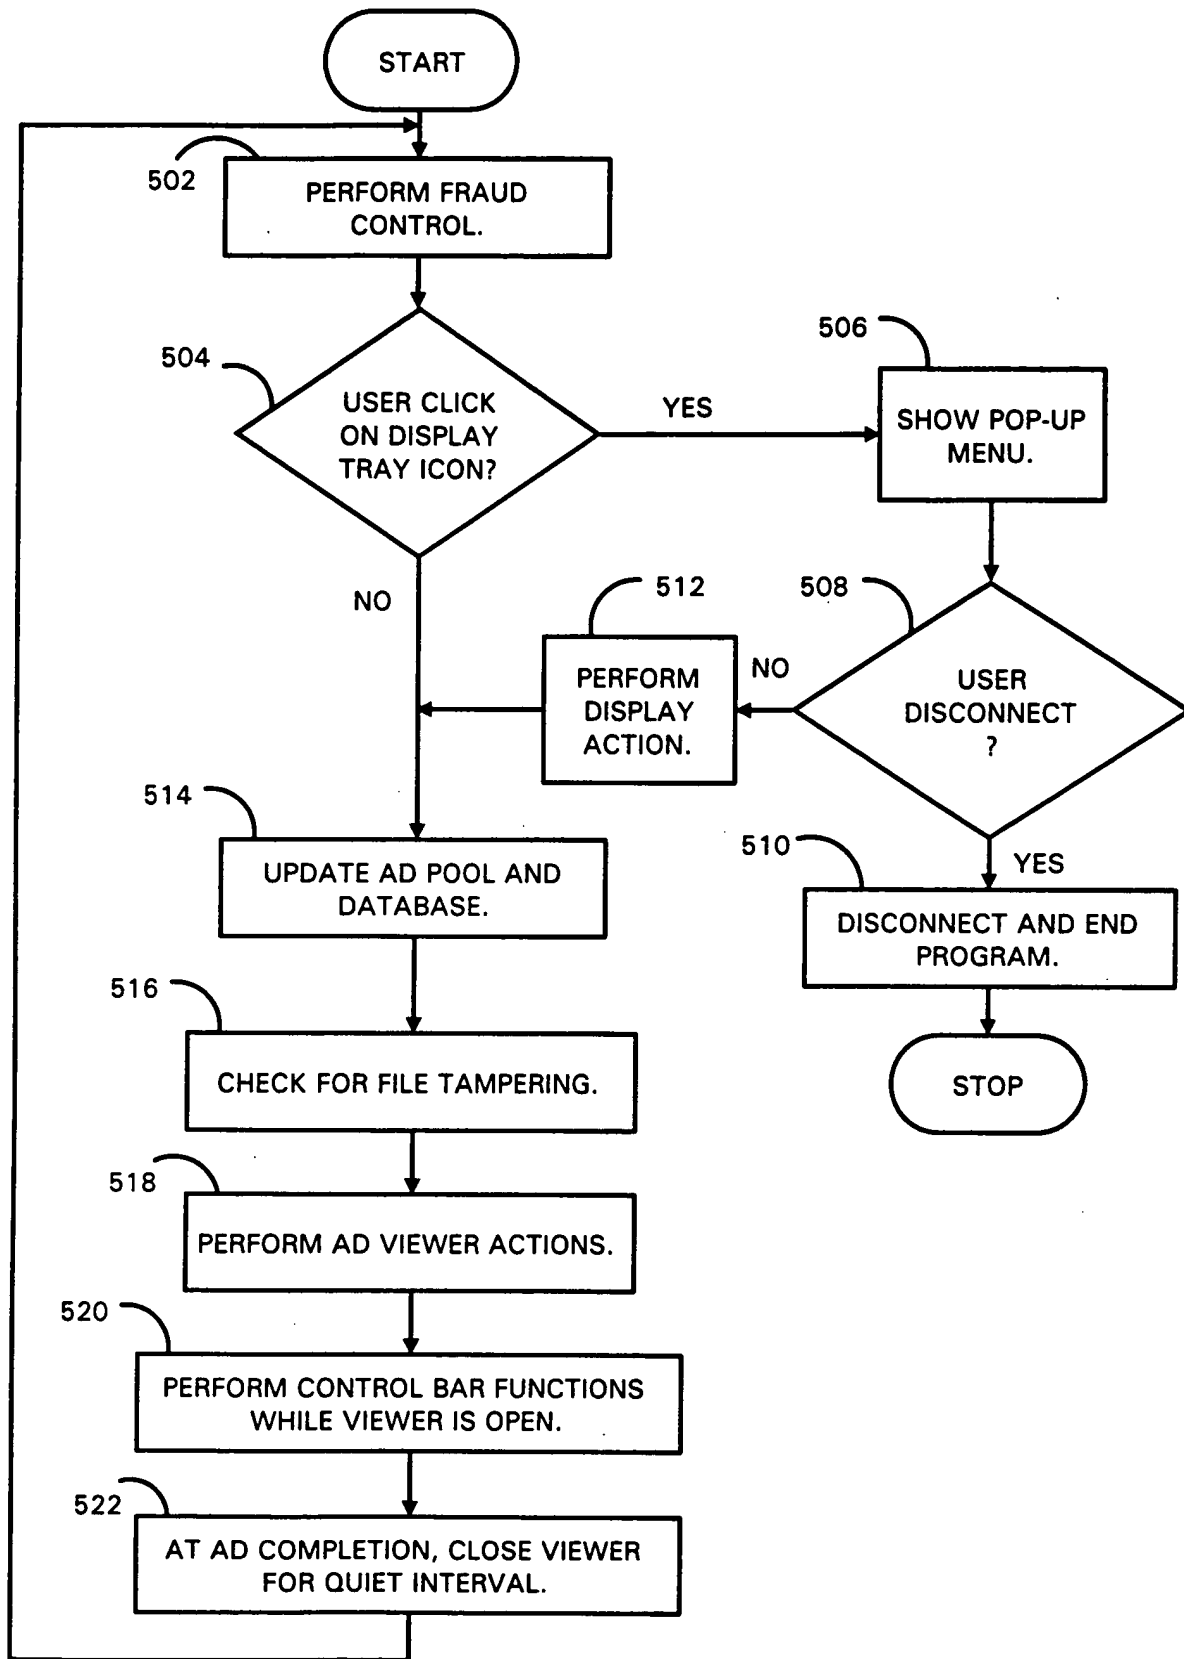 START
502
PERFORM FRAUD
CONTROL.
504
USER CLICK
ON DISPLAY
TRAY ICON?
YES
506
SHOW POP-UP
MENU.
NO
512
PERFORM
DISPLAY
ACTION.
NO
508
USER
DISCONNECT
?
514
UPDATE AD POOL AND
DATABASE.
510
YES
DISCONNECT AND END
PROGRAM.
STOP
516
CHECK FOR FILE TAMPERING.
518
PERFORM AD VIEWER ACTIONS.
520
PERFORM CONTROL BAR FUNCTIONS
WHILE VIEWER IS OPEN.
522
AT AD COMPLETION, CLOSE VIEWER
FOR QUIET INTERVAL.